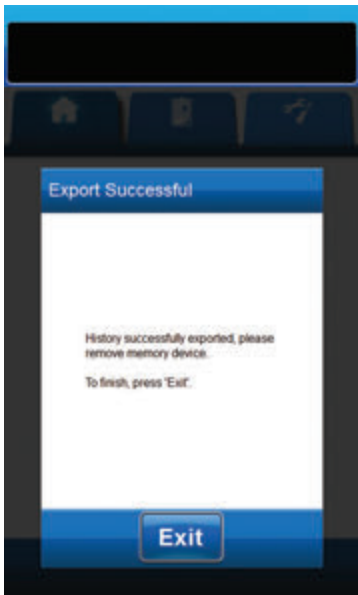 Export Successful
History successfully exported, please
remove memory device.
To finish, press 'Exit'.
Exit